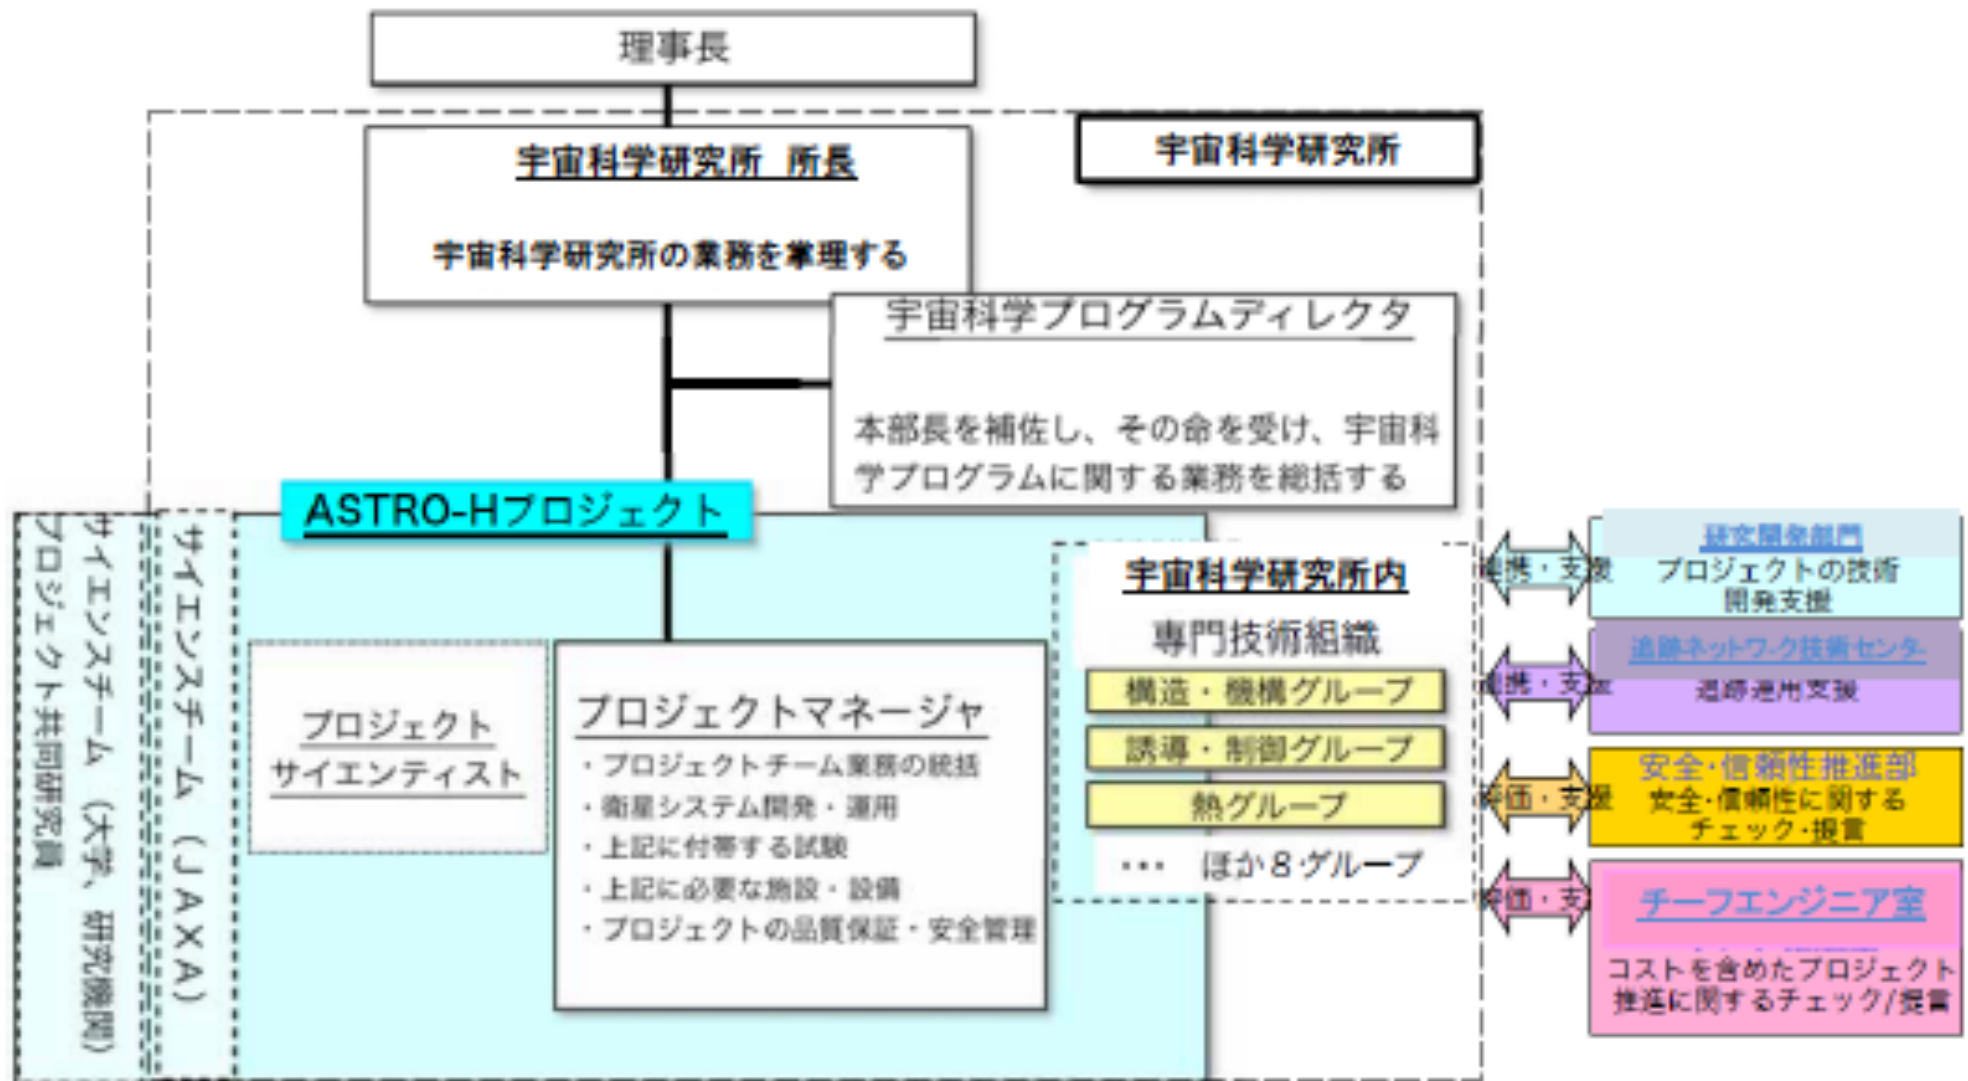 理事長
宇宙科学研究所 所長
宇宙科学研究所の業務を掌理する
宇宙科学研究所
宇宙科学プログラムディレクタ
本部長を補佐し、その命を受け、宇宙科
学プログラムに関する業務を総括する
ASTRO-Hプロジェクト
サイエンスチーム（大学、研究機関）
プロジェクト共同研究員
サイエンスチーム（JAXA）
プロジェクト
サイエンティスト
プロジェクトマネージャ
・プロジェクトチーム業務の統括
・衛星システム開発・運用
・上記に付帯する試験
・上記に必要な施設・設備
・プロジェクトの品質保証・安全管理
宇宙科学研究所内
専門技術組織
構造・機構グループ
誘導・制御グループ
熱グループ
… ほか8グループ
連携・支援
研究開発部門
プロジェクトの技術
開発支援
連携・支援
追跡ネットワーク技術センター
追跡運用支援
評価・支援
安全・信頼性推進部
安全・信頼性に関する
チェック・提言
評価・支
チーフエンジニア室
コストを含めたプロジェクト
推進に関するチェック/提言